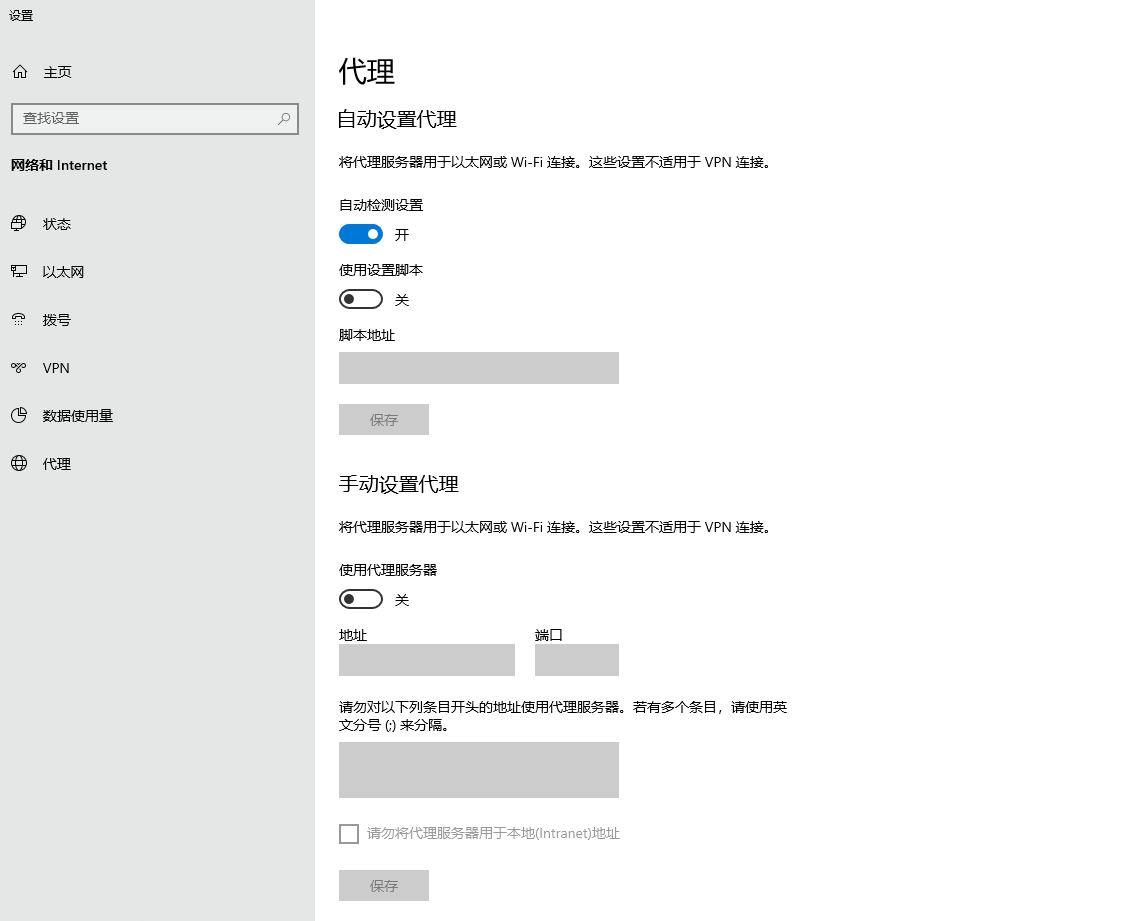 设置
主页
查找设置
网络和 Internet
状态
以太网
拨号
VPN
数据使用量
代理
代理
自动设置代理
将代理服务器用于以太网或 Wi-Fi 连接。这些设置不适用于 VPN 连接。
自动检测设置
开
使用设置脚本
关
脚本地址
保存
手动设置代理
将代理服务器用于以太网或 Wi-Fi 连接。这些设置不适用于 VPN 连接。
使用代理服务器
关
地址 端口
请勿对以下列条目开头的地址使用代理服务器。若有多个条目，请使用英
文分号 (;) 来分隔。
请勿将代理服务器用于本地(Intranet)地址
保存